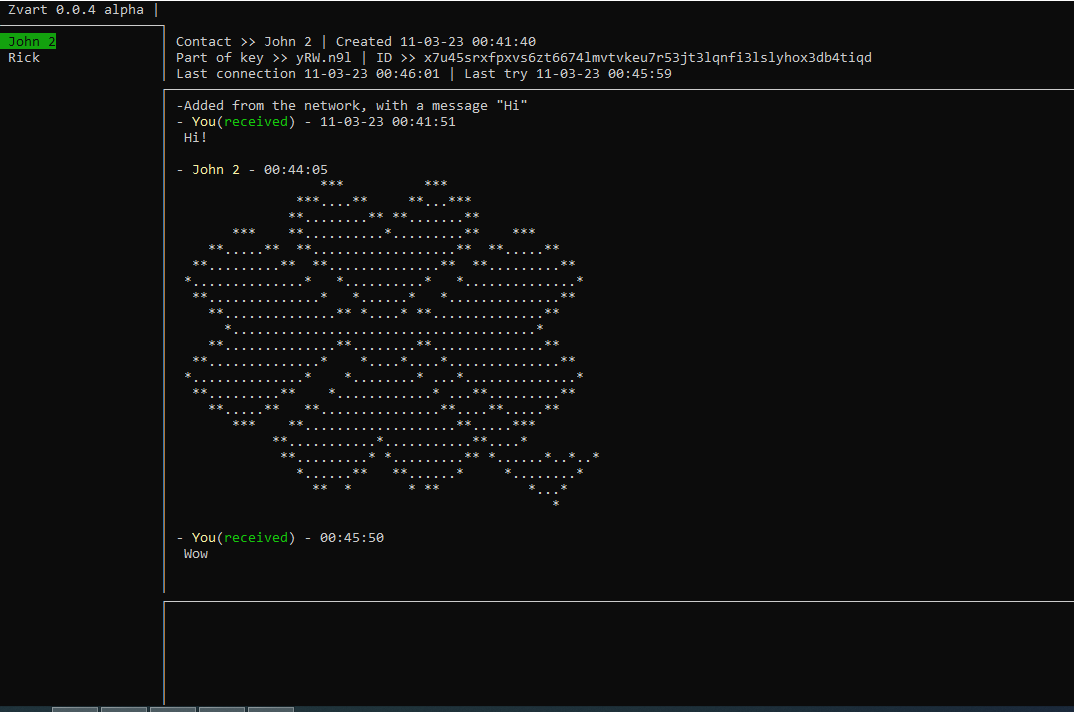 Zvart 0.0.4 alpha |
John 2
Rick
Contact >> John 2 | Created 11-03-23 00:41:40
Part of key >> yRW.n9l | ID >> x7u45srxfpxvs6zt6674lmvtvkeu7r53jt3lqnfi3lslyhox3db4tiqd
Last connection 11-03-23 00:46:01 | Last try 11-03-23 00:45:59
-Added from the network, with a message "Hi"
- You(received) - 11-03-23 00:41:51
Hi!
- John 2 - 00:44:05
- You(received) - 00:45:50
Wow